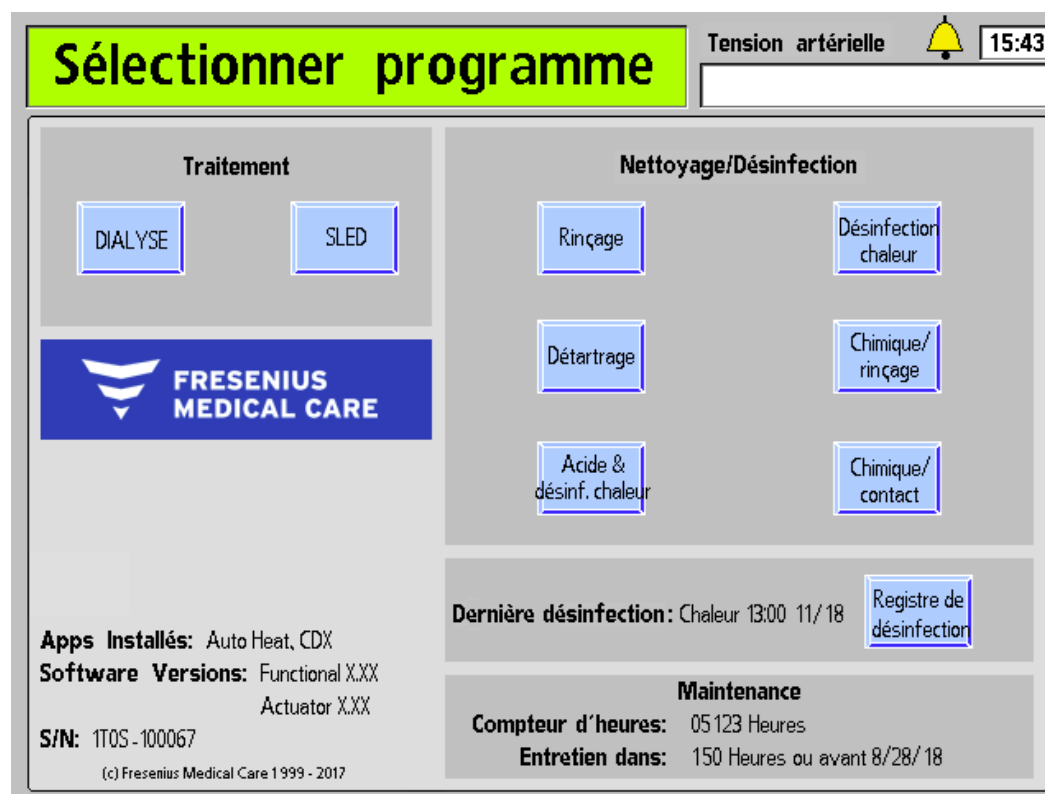 Sélectionner programme
Tension artérielle
15:43
Traitement
DIALYSE
SLED
FRESENIUS
MEDICAL CARE
Nettoyage/Désinfection
Rinçage
Désinfection
chaleur
Détartrage
Chimique/
rinçage
Acide &
désinf. chaleur
Chimique/
contact
Dernière désinfection: Chaleur 13:00 11/18
Registre de
désinfection
Apps Installés: Auto Heat, CDX
Software Versions: Functional X.XX
Actuator X.XX
S/N: 1T0S-100067
(c) Fresenius Medical Care 1999 - 2017
Maintenance
Compteur d'heures: 05123 Heures
Entretien dans: 150 Heures ou avant 8/28/18